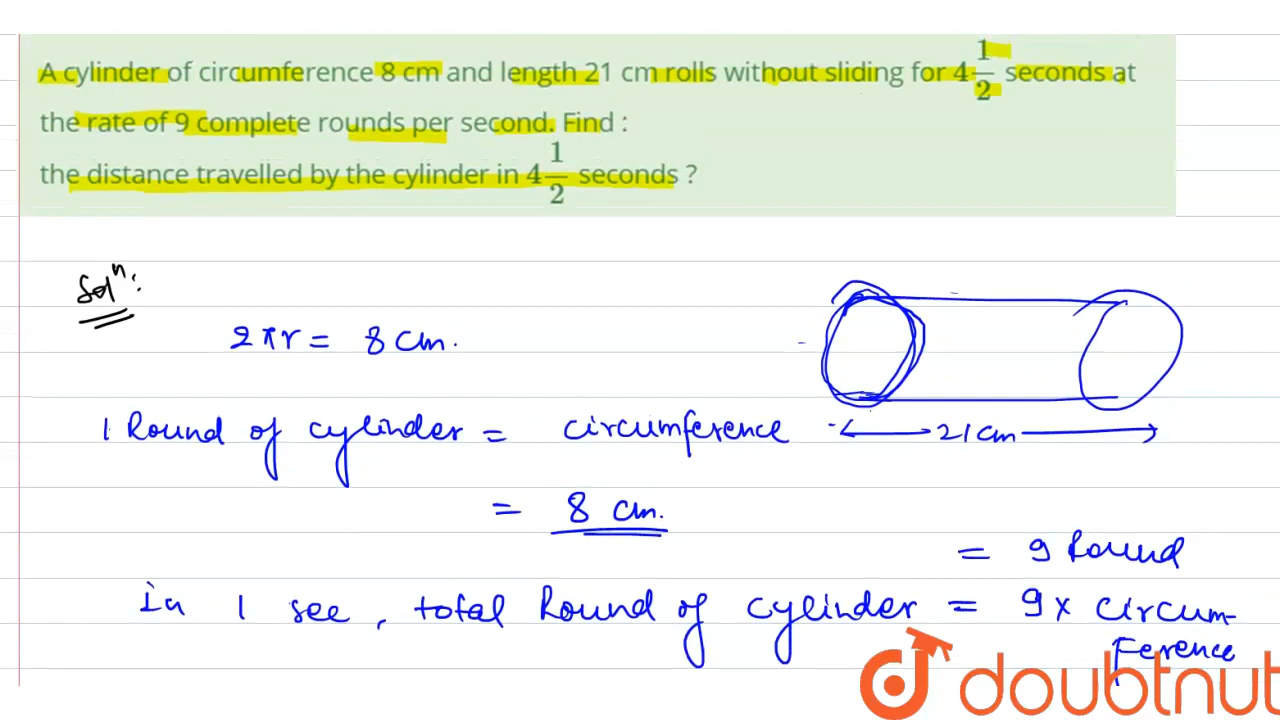 A cylinder of circumference 8 cm and length 21 cm rolls without sliding for 4 1/2 seconds at
the rate of 9 complete rounds per second. Find :
the distance travelled by the cylinder in 4 1/2 seconds ?
Solⁿ:
2πr = 8 cm.
1 Round of cylinder = circumference
21 cm
= 8 cm.
= 9 Round
In 1 sec, total Round of cylinder = 9 x circum-
Ference
doubtnut